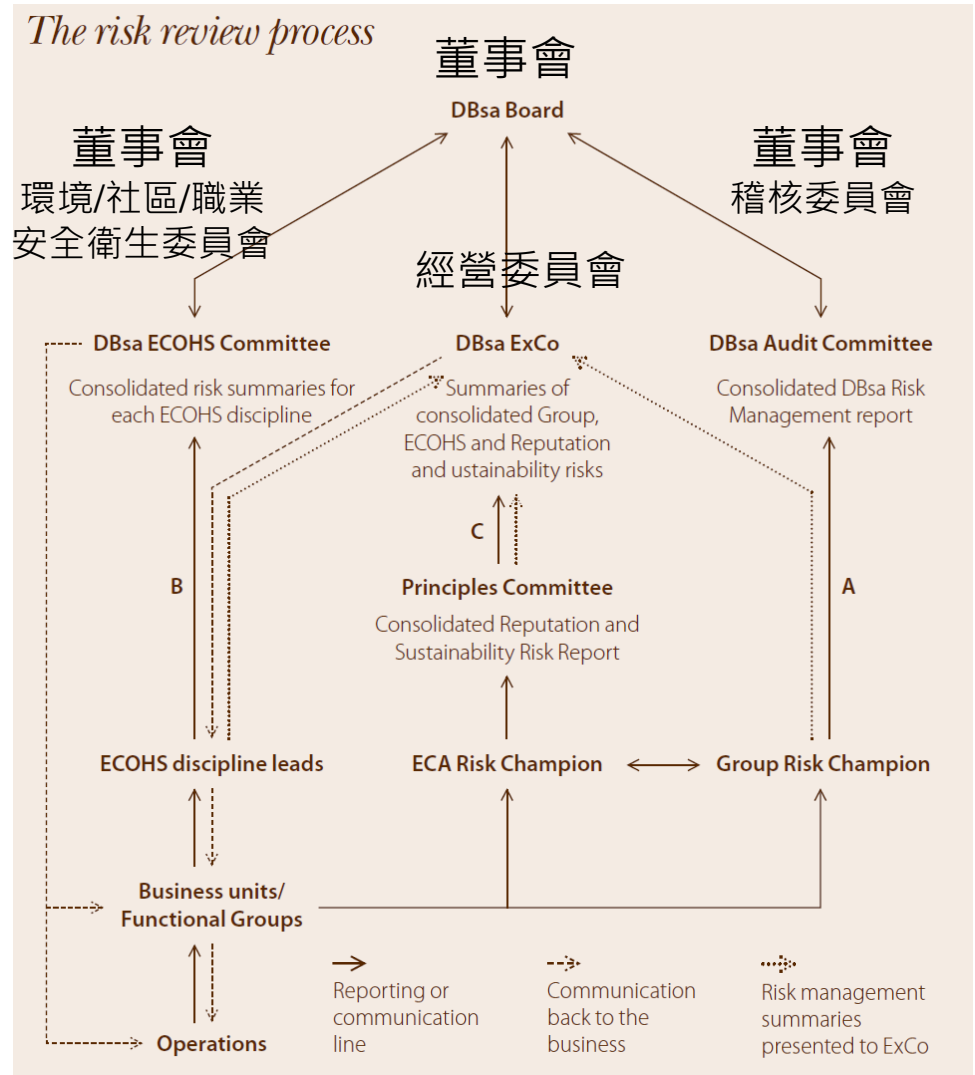 The risk review process
董事會
DBsa Board
董事會
環境/社區/職業
安全衛生委員會
董事會
稽核委員會
經營委員會
DBsa ECOHS Committee
Consolidated risk summaries for
each ECOHS discipline
DBsa ExCo
Summaries of
consolidated Group,
ECOHS and Reputation
and ustainability risks
DBsa Audit Committee
Consolidated DBsa Risk
Management report
C
B
A
Principles Committee
Consolidated Reputation and
Sustainability Risk Report
ECOHS discipline leads
ECA Risk Champion
Group Risk Champion
Business units/
Functional Groups
Operations
Reporting or
communication
line
Communication
back to the
business
Risk management
summaries
presented to ExCo